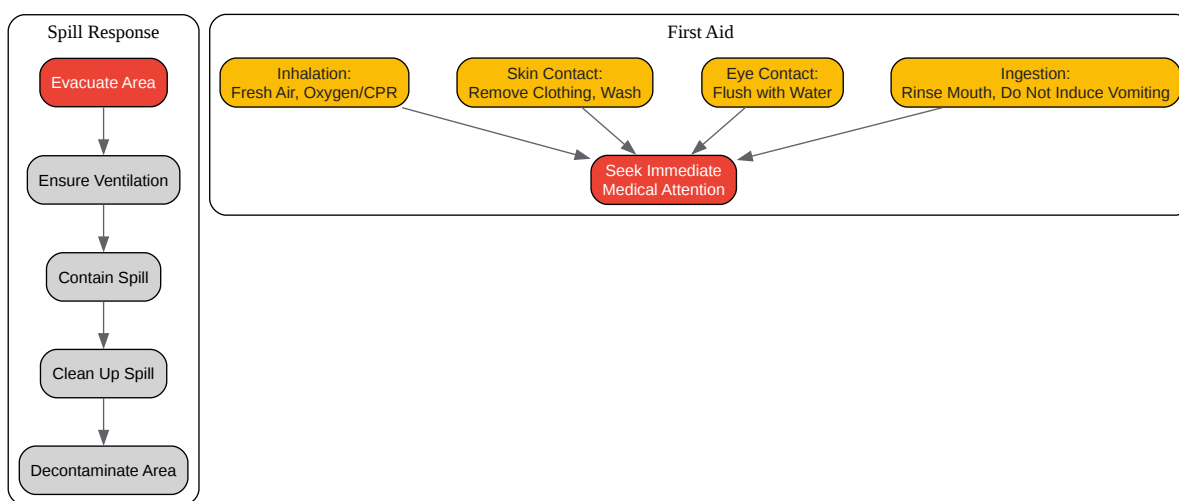 Spill Response
Evacuate Area
Ensure Ventilation
Contain Spill
Clean Up Spill
Decontaminate Area
First Aid
Inhalation:
Fresh Air, Oxygen/CPR
Skin Contact:
Remove Clothing, Wash
Eye Contact:
Flush with Water
Ingestion:
Rinse Mouth, Do Not Induce Vomiting
Seek Immediate
Medical Attention